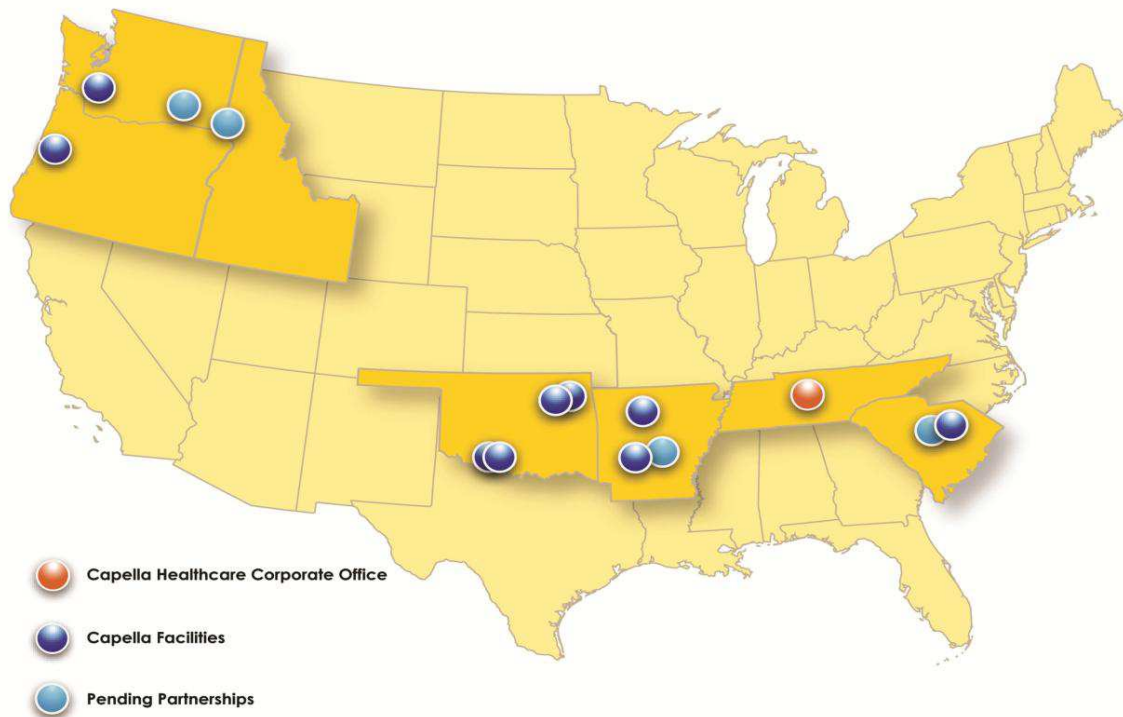 Capella Healthcare Corporate Office
Capella Facilities
Pending Partnerships